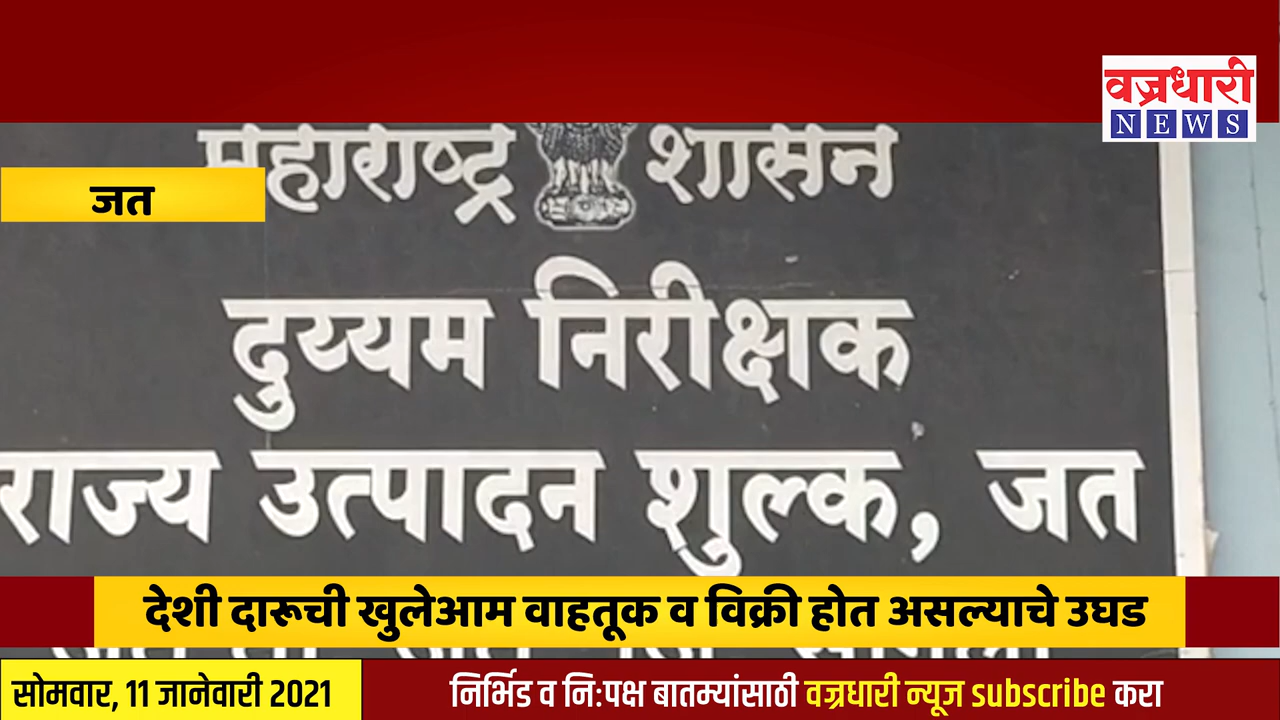 वज्रधारी
NEWS
महाराष्ट्र शासन
जत
दुय्यम निरीक्षक
राज्य उत्पादन शुल्क, जत
देशी दारूची खुलेआम वाहतूक व विक्री होत असल्याचे उघड
सोमवार, 11 जानेवारी 2021
निर्भिड व नि:पक्ष बातम्यांसाठी वज्रधारी न्यूज subscribe करा